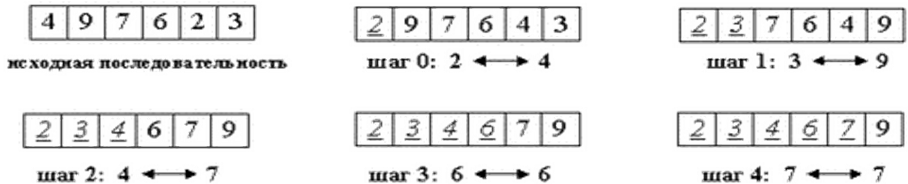 4 9 7 6 2 3
исходная последовательность
2 9 7 6 4 3
шаг 0: 2 ↔ 4
2 3 7 6 4 9
шаг 1: 3 ↔ 9
2 3 4 6 7 9
шаг 2: 4 ↔ 7
2 3 4 6 7 9
шаг 3: 6 ↔ 6
2 3 4 6 7 9
шаг 4: 7 ↔ 7